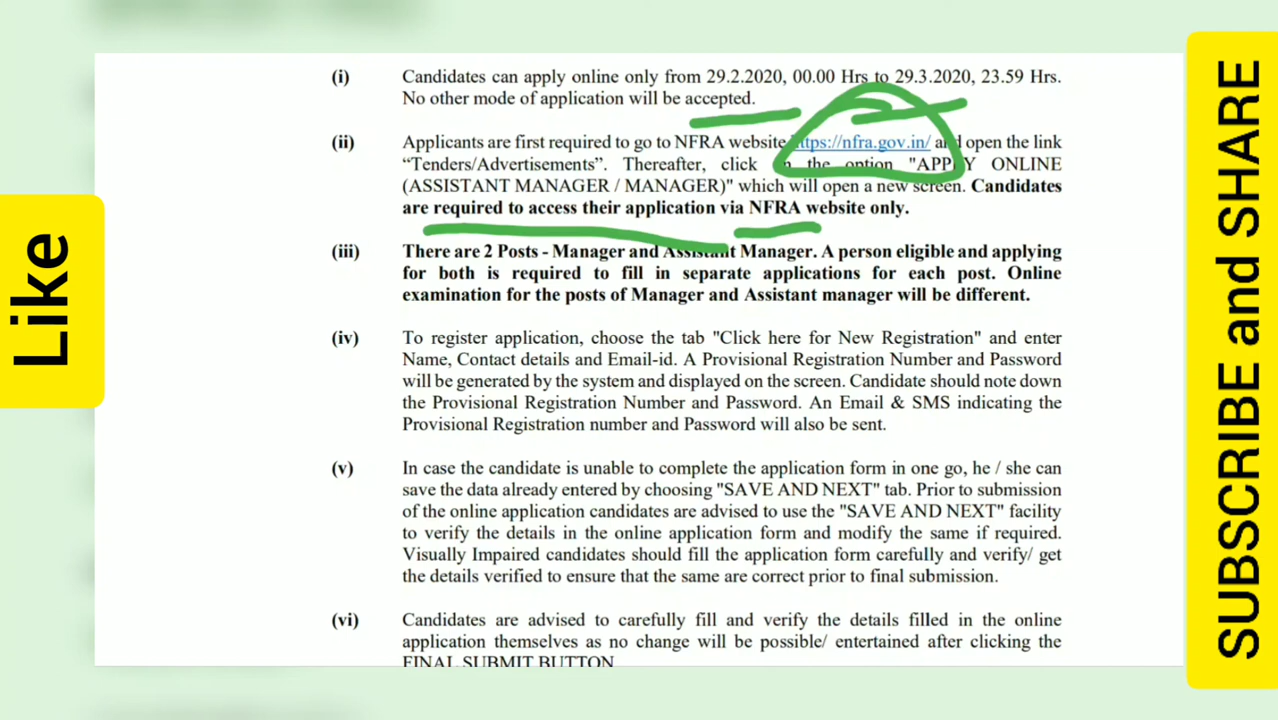 Like
(i) Candidates can apply online only from 29.2.2020, 00.00 Hrs to 29.3.2020, 23.59 Hrs.
No other mode of application will be accepted.
(ii) Applicants are first required to go to NFRA website https://nfra.gov.in/ and open the link
“Tenders/Advertisements”. Thereafter, click on the option "APPLY ONLINE
(ASSISTANT MANAGER / MANAGER)" which will open a new screen. Candidates
are required to access their application via NFRA website only.
(iii) There are 2 Posts - Manager and Assistant Manager. A person eligible and applying
for both is required to fill in separate applications for each post. Online
examination for the posts of Manager and Assistant manager will be different.
(iv) To register application, choose the tab "Click here for New Registration" and enter
Name, Contact details and Email-id. A Provisional Registration Number and Password
will be generated by the system and displayed on the screen. Candidate should note down
the Provisional Registration Number and Password. An Email & SMS indicating the
Provisional Registration number and Password will also be sent.
(v) In case the candidate is unable to complete the application form in one go, he / she can
save the data already entered by choosing "SAVE AND NEXT" tab. Prior to submission
of the online application candidates are advised to use the "SAVE AND NEXT" facility
to verify the details in the online application form and modify the same if required.
Visually Impaired candidates should fill the application form carefully and verify/ get
the details verified to ensure that the same are correct prior to final submission.
(vi) Candidates are advised to carefully fill and verify the details filled in the online
application themselves as no change will be possible/ entertained after clicking the
FINAL SUBMIT BUTTON
SUBSCRIBE and SHARE